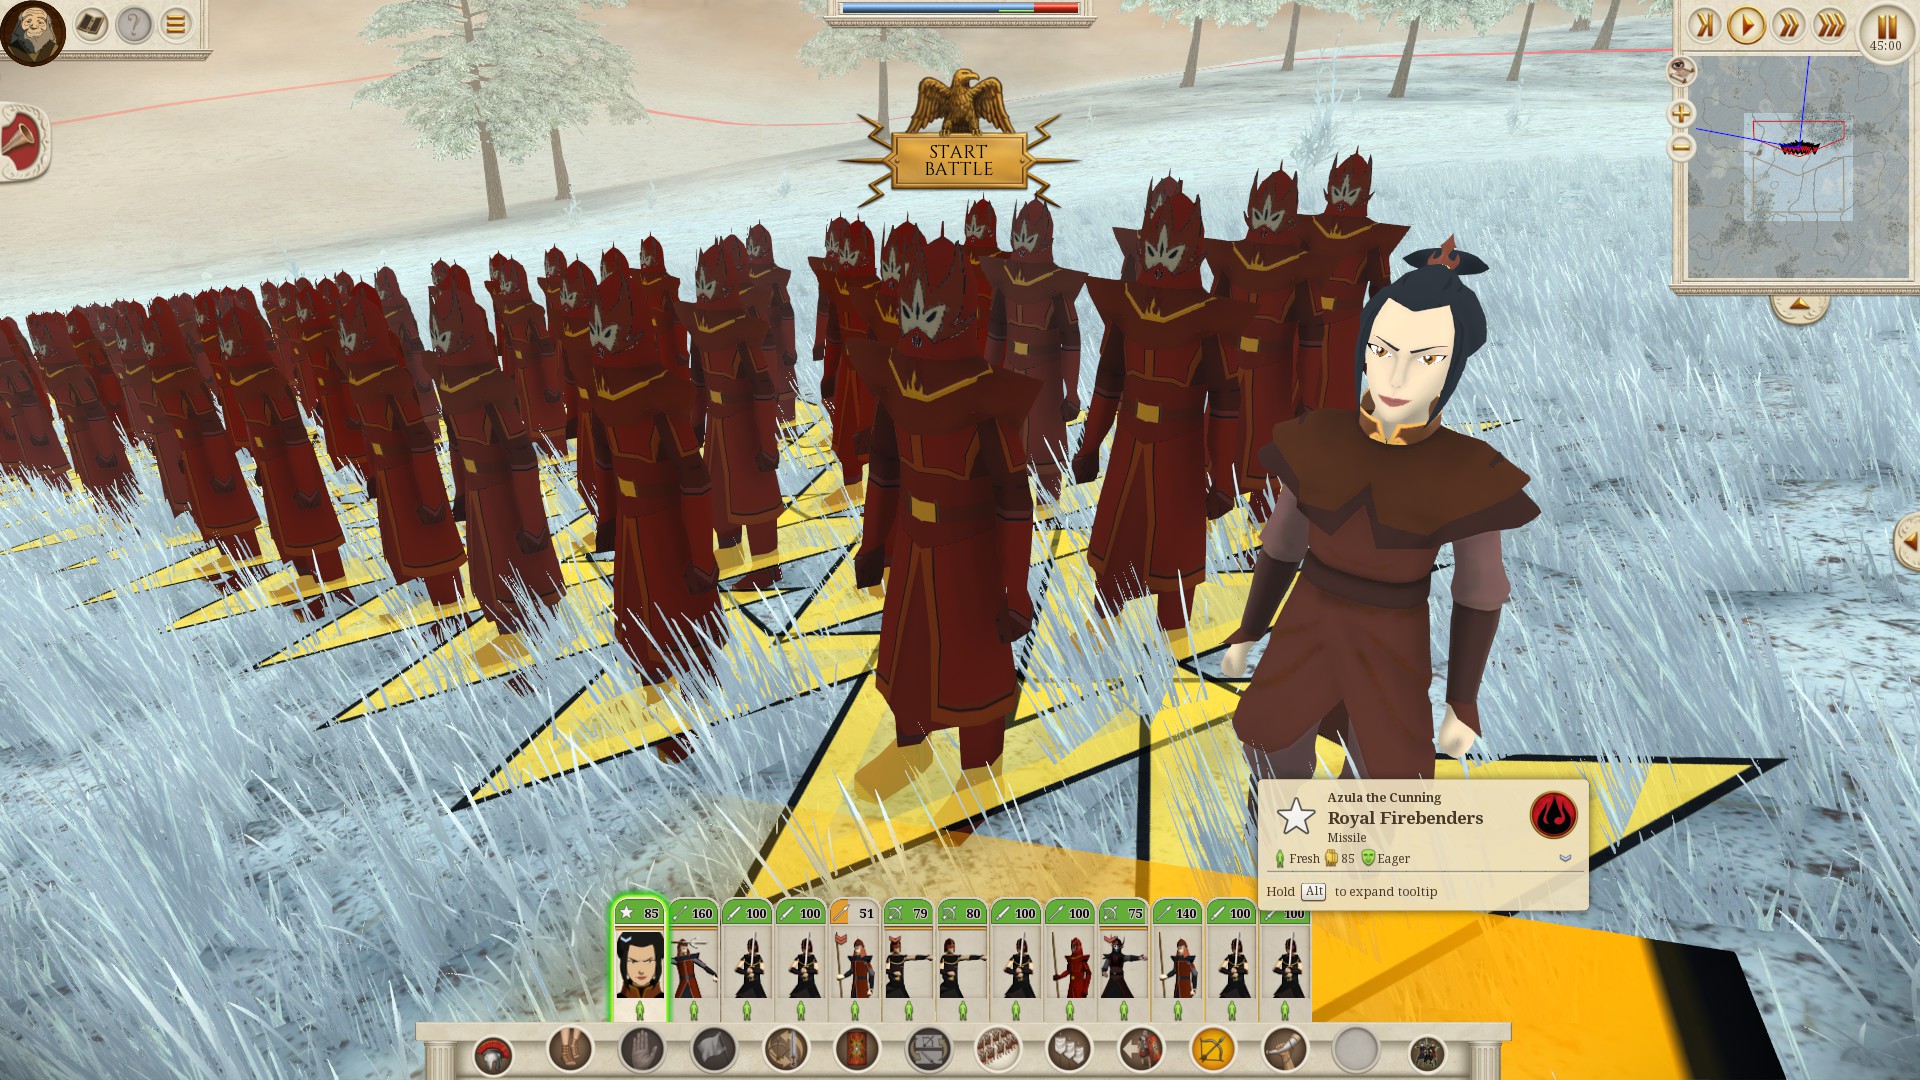 45:00
START
BATTLE
Azula the Cunning
Royal Firebenders
Missile
Fresh 85 Eager
Hold Alt to expand tooltip
85 160 100 100 51 79 80 100 100 75 140 100 100